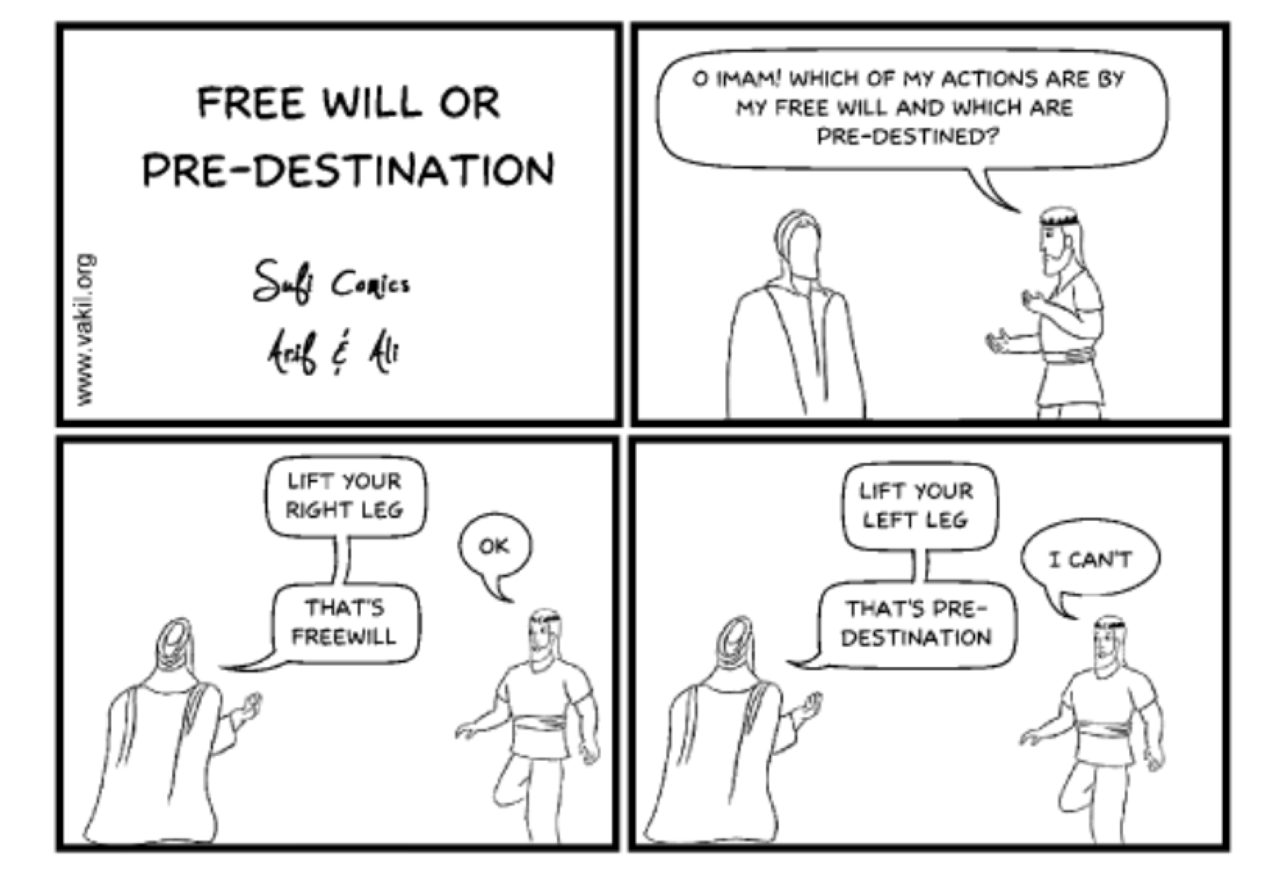 FREE WILL OR
PRE-DESTINATION
Sufi Comics
Arif & Ali
www.vakil.org
O IMAM! WHICH OF MY ACTIONS ARE BY
MY FREE WILL AND WHICH ARE
PRE-DESTINED?
LIFT YOUR
RIGHT LEG
OK
THAT'S
FREEWILL
LIFT YOUR
LEFT LEG
I CAN'T
THAT'S PRE-
DESTINATION